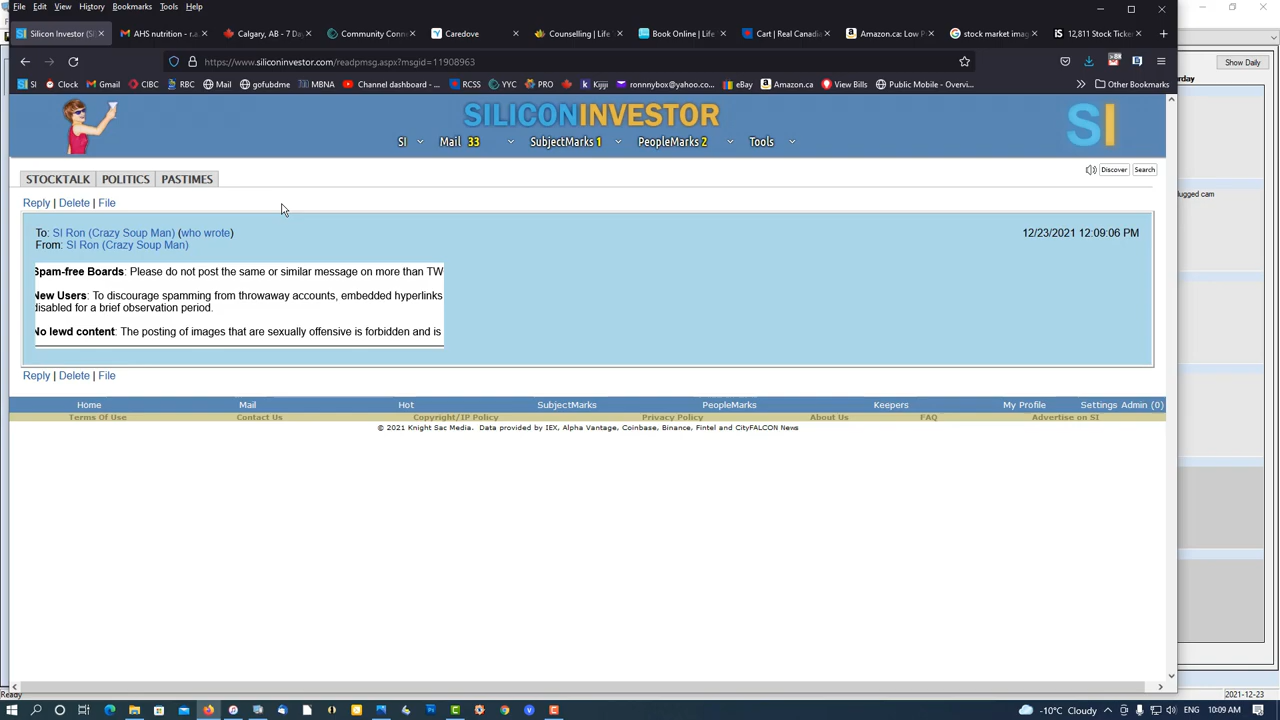 File Edit View History Bookmarks Tools Help
Silicon Investor (S AHS nutrition - r.a Calgary, AB - 7 Day Community Conn Caredove Counselling | Life Book Online | Life Cart | Real Canadi Amazon.ca: Low P stock market imag 12,811 Stock Ticke
https://www.siliconinvestor.com/readpmsg.aspx?msgid=11908963
Show Daily
SI Clock Gmail CIBC RBC Mail gofubdme MBNA Channel dashboard - ... RCSS YYC PRO Kijiji ronnnybox@yahoo.co... eBay Amazon.ca View Bills Public Mobile - Overvi... Other Bookmarks
SILICONINVESTOR
SI
SI Mail 33 SubjectMarks 1 PeopleMarks 2 Tools
STOCKTALK POLITICS PASTIMES
Discover Search
lugged cam
Reply | Delete | File
To: SI Ron (Crazy Soup Man) (who wrote)
12/23/2021 12:09:06 PM
From: SI Ron (Crazy Soup Man)
Spam-free Boards: Please do not post the same or similar message on more than TW
New Users: To discourage spamming from throwaway accounts, embedded hyperlinks
disabled for a brief observation period.
No lewd content: The posting of images that are sexually offensive is forbidden and is
Reply | Delete | File
Home Mail Hot SubjectMarks PeopleMarks Keepers My Profile Settings Admin (0)
Terms Of Use Contact Us Copyright/IP Policy Privacy Policy About Us FAQ Advertise on SI
© 2021 Knight Sac Media. Data provided by IEX, Alpha Vantage, Coinbase, Binance, Fintel and CityFALCON News
Ready
2021-12-23
-10°C Cloudy ENG 10:09 AM